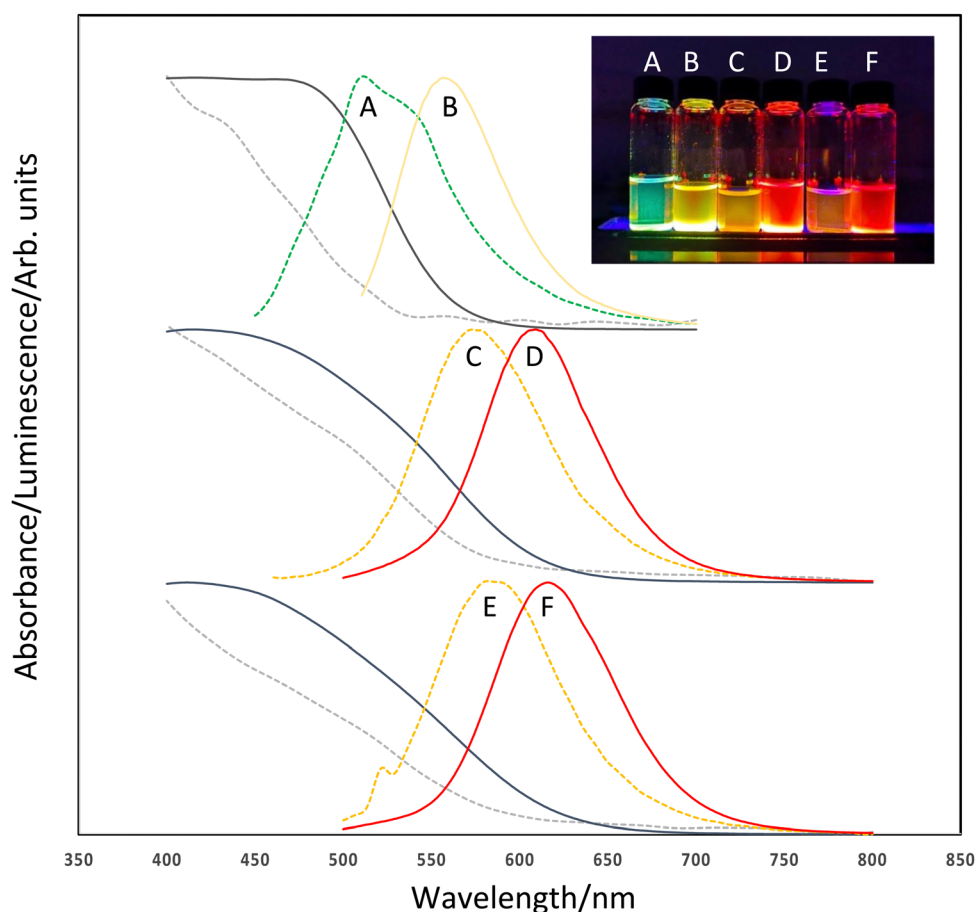 A B C D E F
A B
C D
E F
Absorbance/Luminescence/Arb. units
350 400 450 500 550 600 650 700 750 800 850
Wavelength/nm